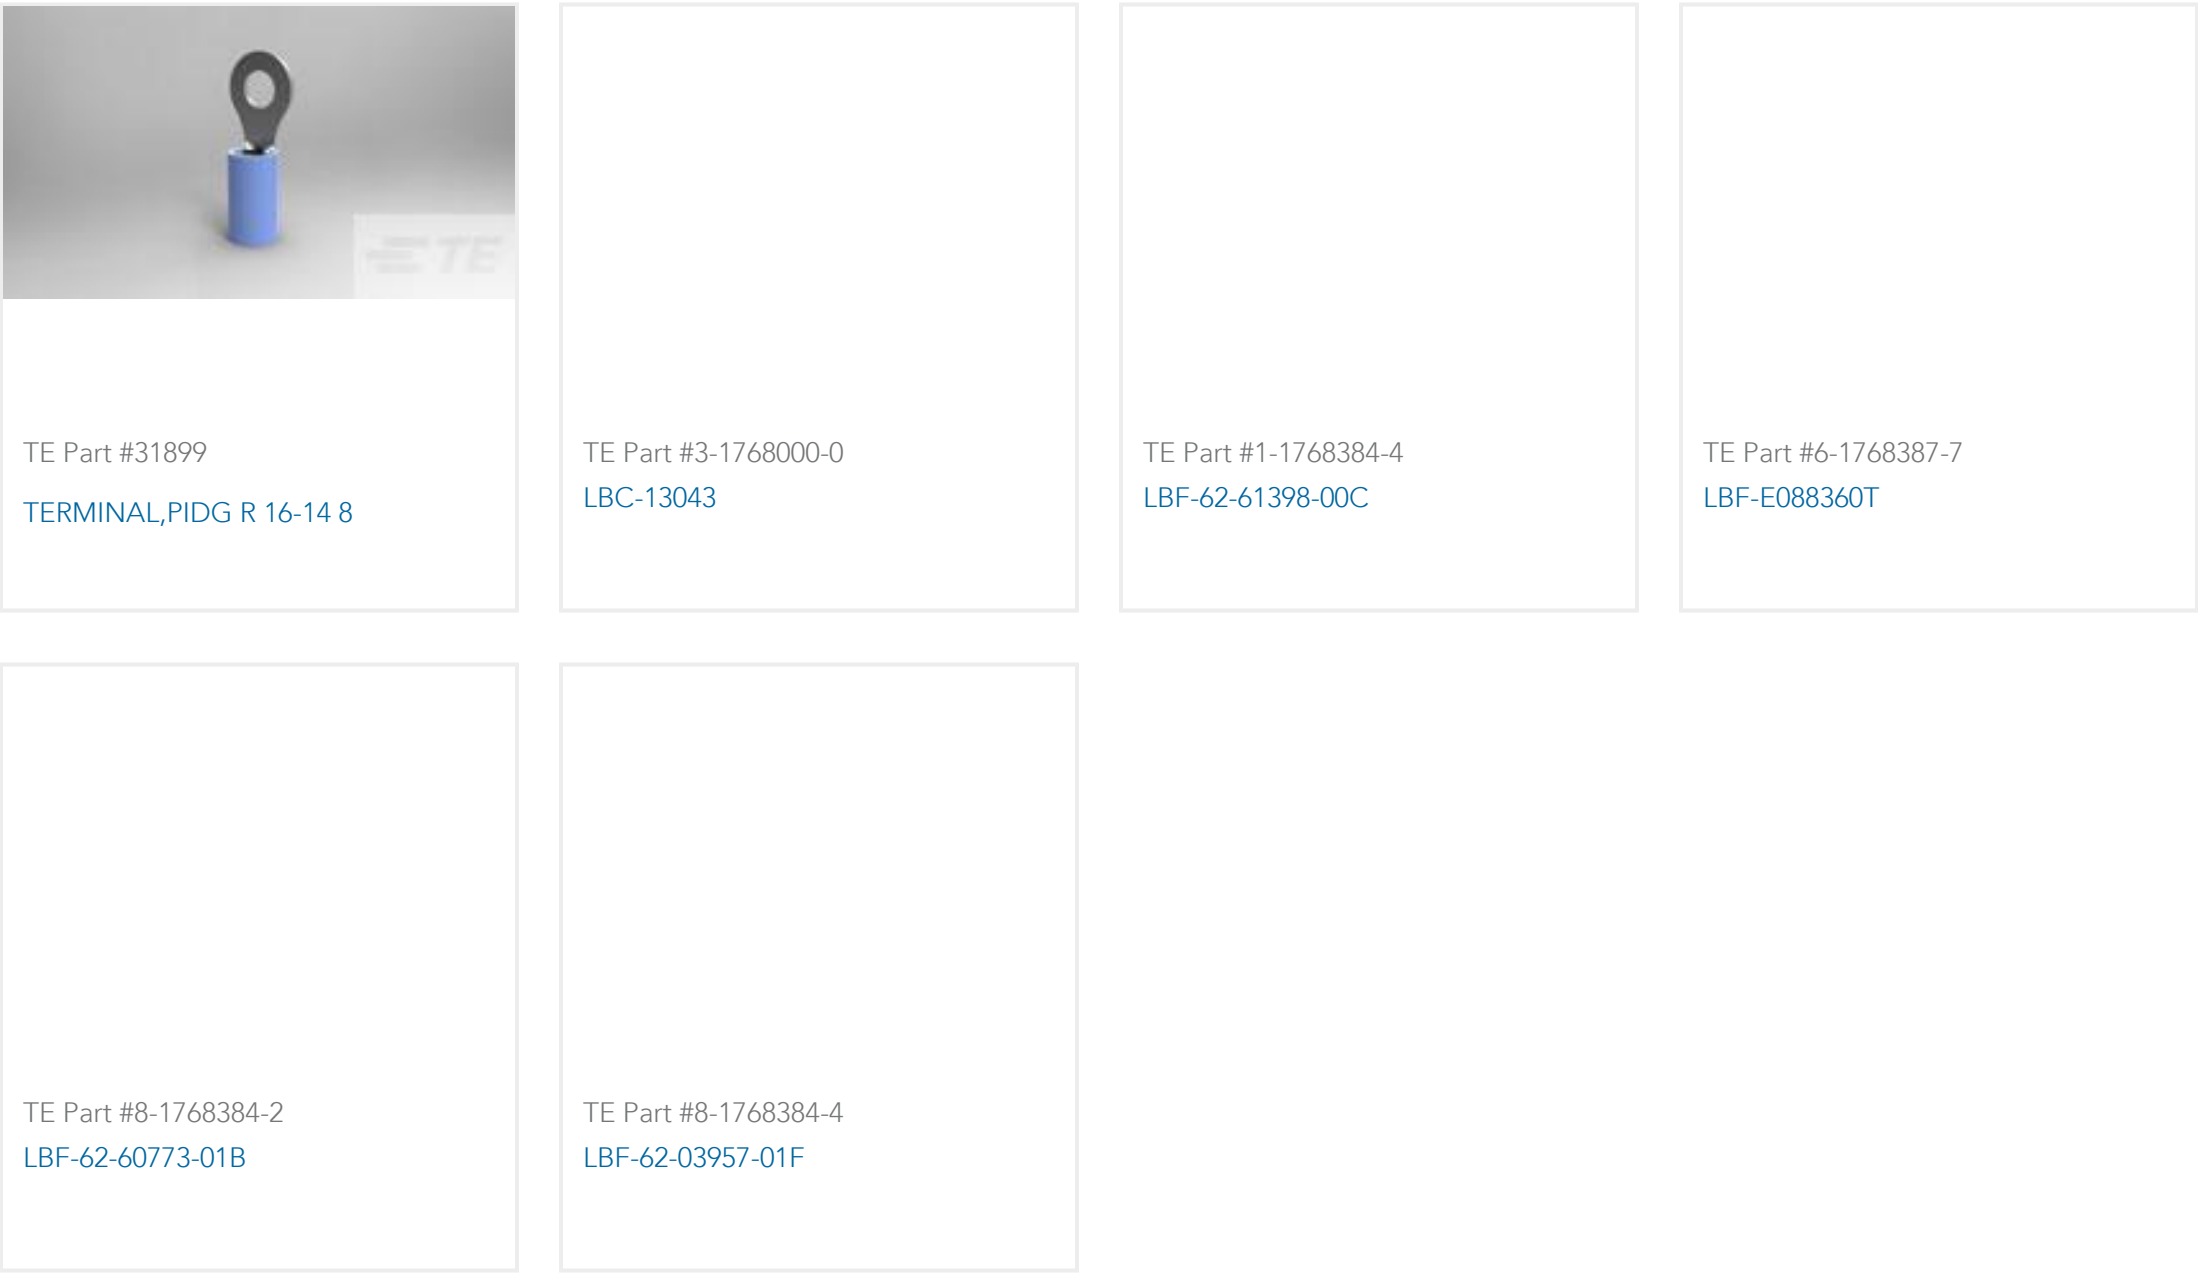 TE
TE Part #31899
TERMINAL,PIDG R 16-14 8
TE Part #3-1768000-0
LBC-13043
TE Part #1-1768384-4
LBF-62-61398-00C
TE Part #6-1768387-7
LBF-E088360T
TE Part #8-1768384-2
LBF-62-60773-01B
TE Part #8-1768384-4
LBF-62-03957-01F